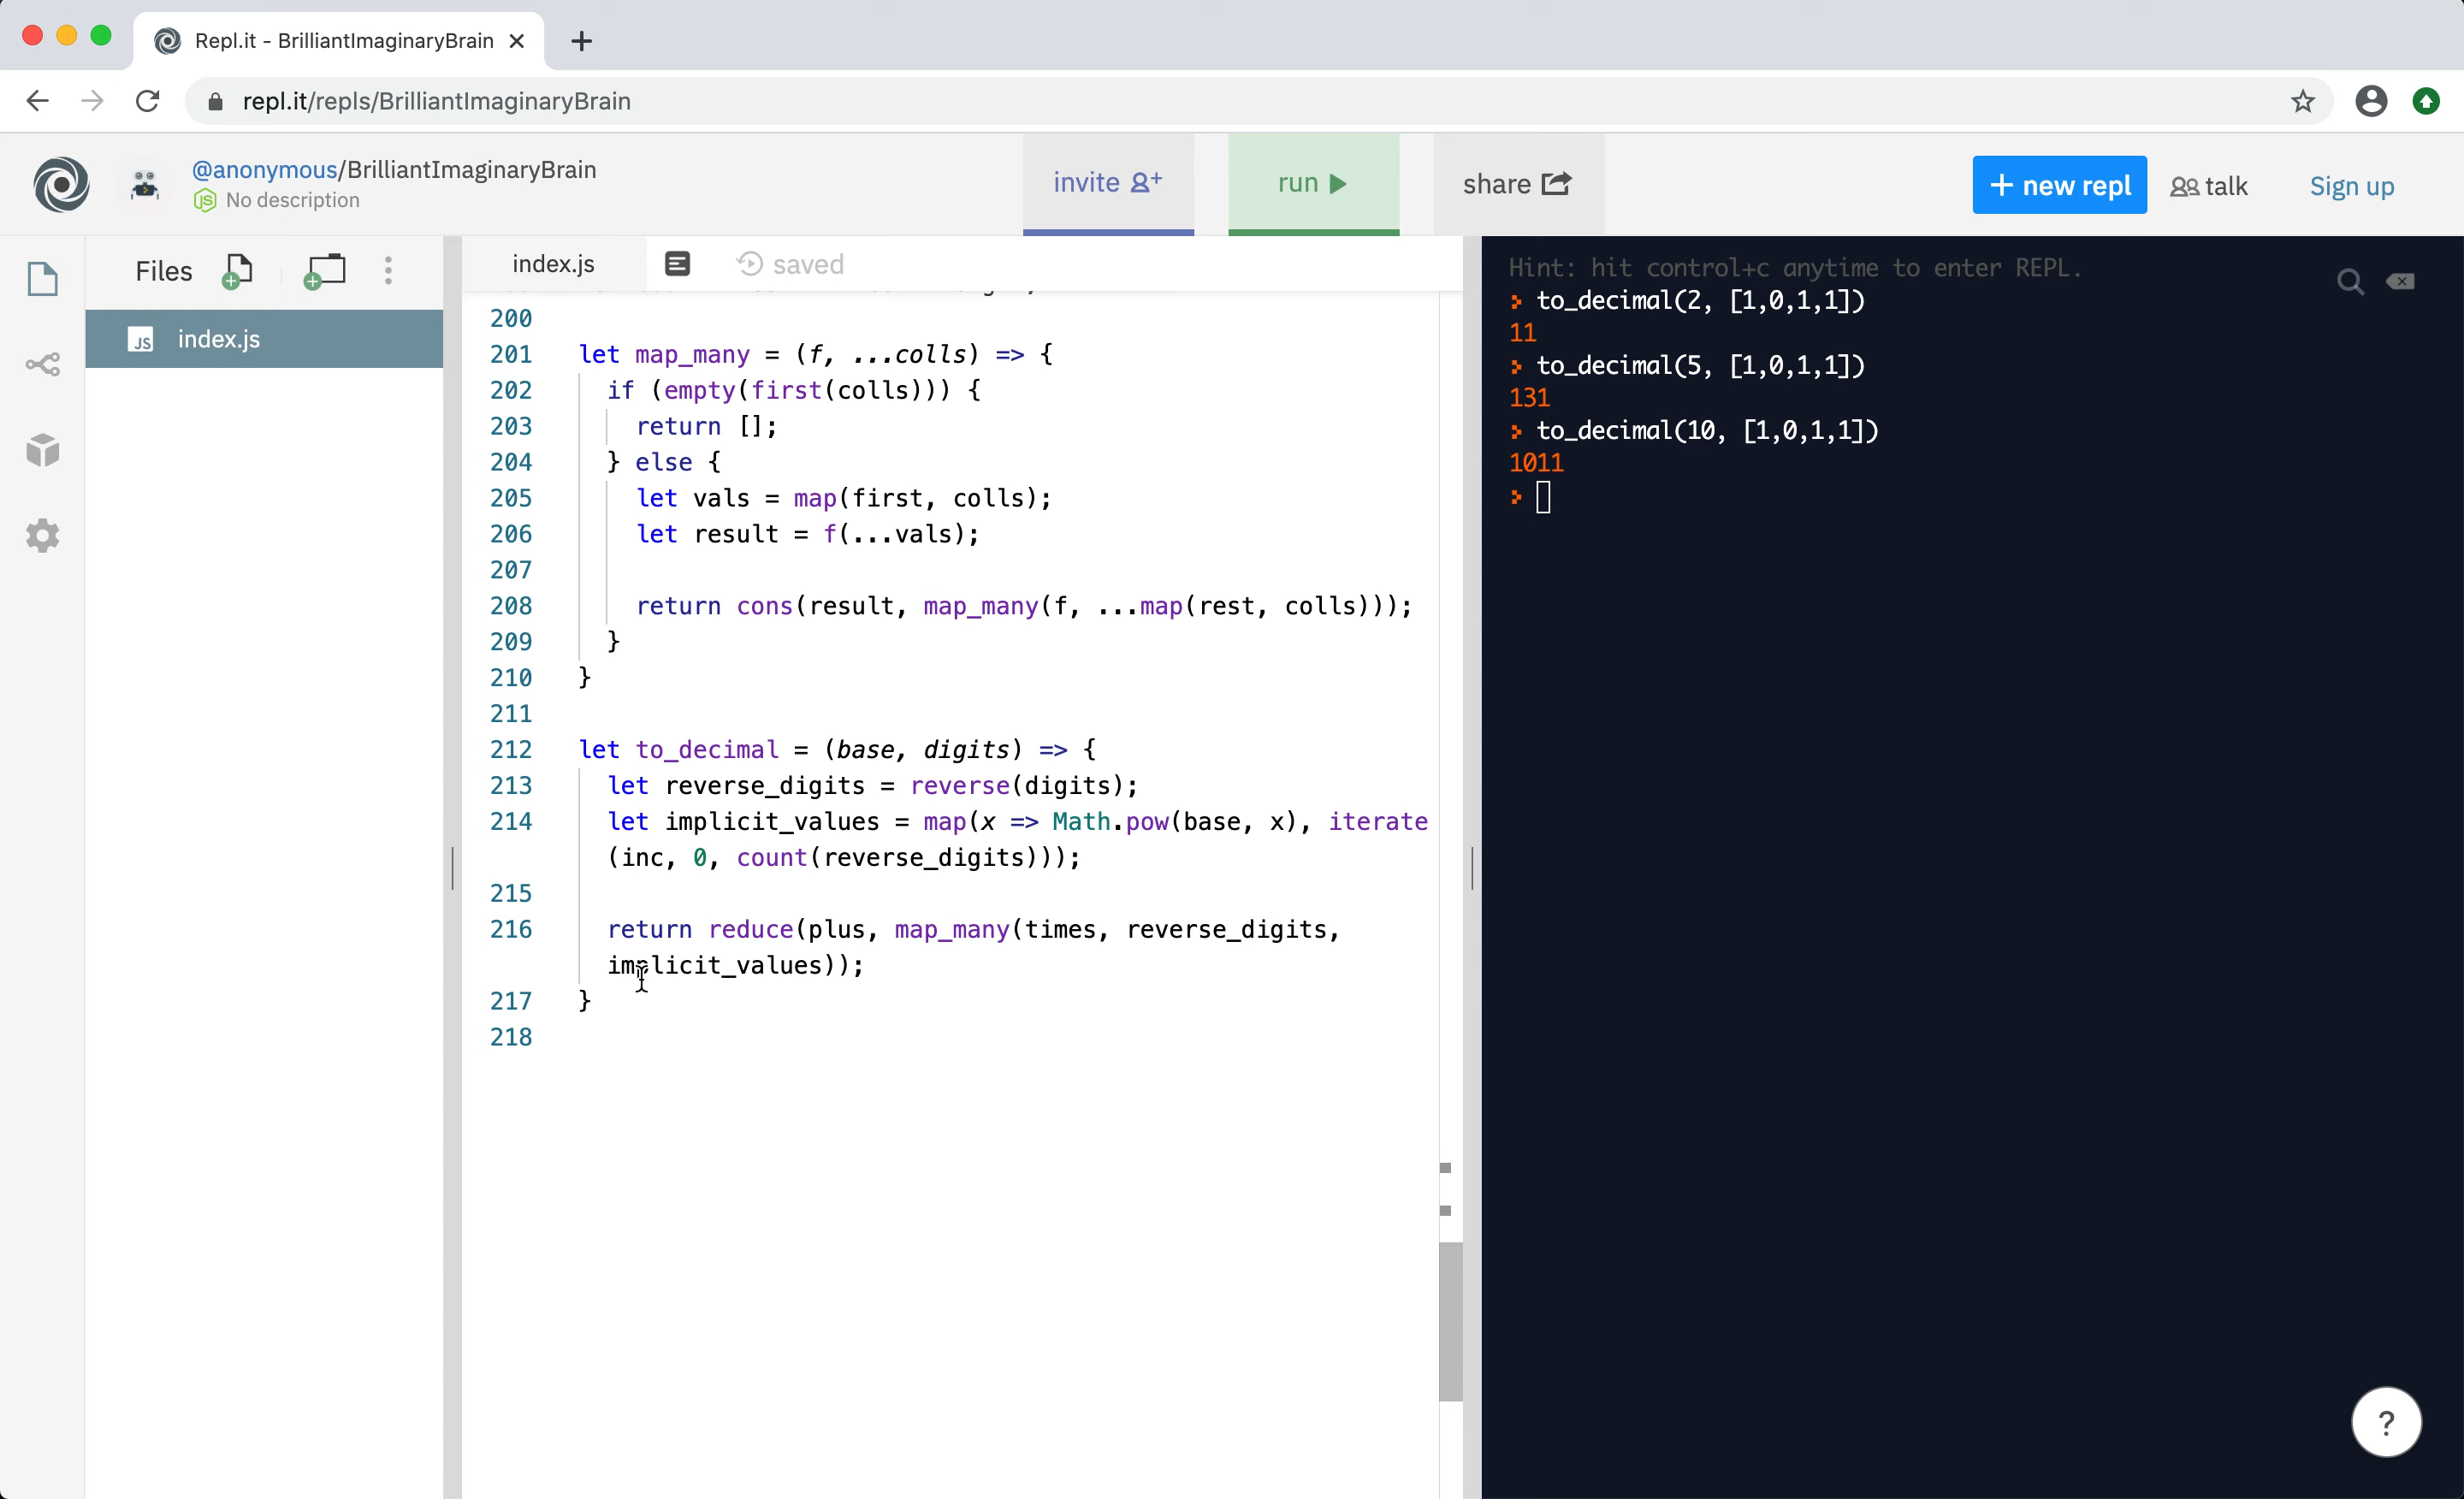 Repl.it - BrilliantImaginaryBrain
repl.it/repls/BrilliantImaginaryBrain
@anonymous/BrilliantImaginaryBrain
No description
invite
run
share
+ new repl
talk
Sign up
Files
index.js
index.js
saved
200
201 let map_many = (f, ...colls) => {
202 if (empty(first(colls))) {
203 return [];
204 } else {
205 let vals = map(first, colls);
206 let result = f(...vals);
207
208 return cons(result, map_many(f, ...map(rest, colls)));
209 }
210 }
211
212 let to_decimal = (base, digits) => {
213 let reverse_digits = reverse(digits);
214 let implicit_values = map(x => Math.pow(base, x), iterate
(inc, 0, count(reverse_digits)));
215
216 return reduce(plus, map_many(times, reverse_digits,
implicit_values));
217 }
218
Hint: hit control+c anytime to enter REPL.
to_decimal(2, [1,0,1,1])
11
to_decimal(5, [1,0,1,1])
131
to_decimal(10, [1,0,1,1])
1011
?